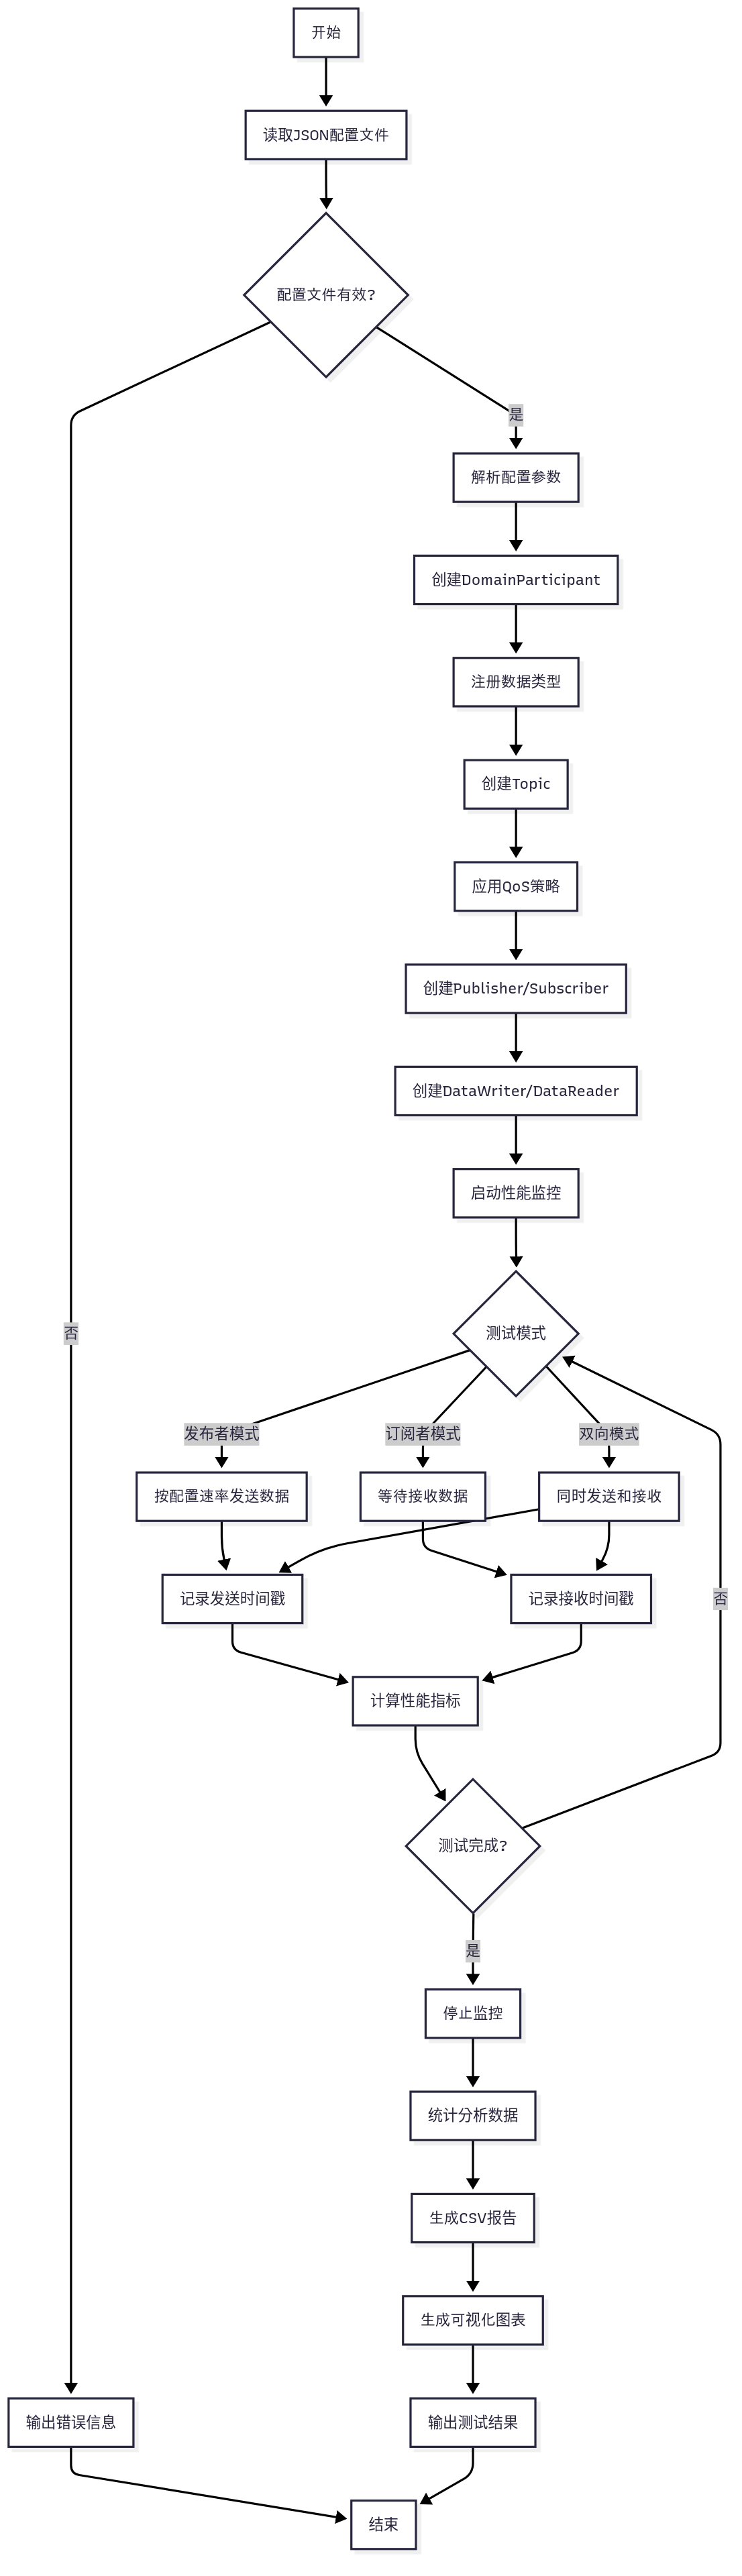 开始
读取JSON配置文件
配置文件有效?
是
解析配置参数
创建DomainParticipant
注册数据类型
创建Topic
应用QoS策略
创建Publisher/Subscriber
创建DataWriter/DataReader
启动性能监控
否
测试模式
发布者模式
订阅者模式
双向模式
按配置速率发送数据
等待接收数据
同时发送和接收
记录发送时间戳
记录接收时间戳
否
计算性能指标
测试完成?
是
停止监控
统计分析数据
生成CSV报告
生成可视化图表
输出错误信息
输出测试结果
结束